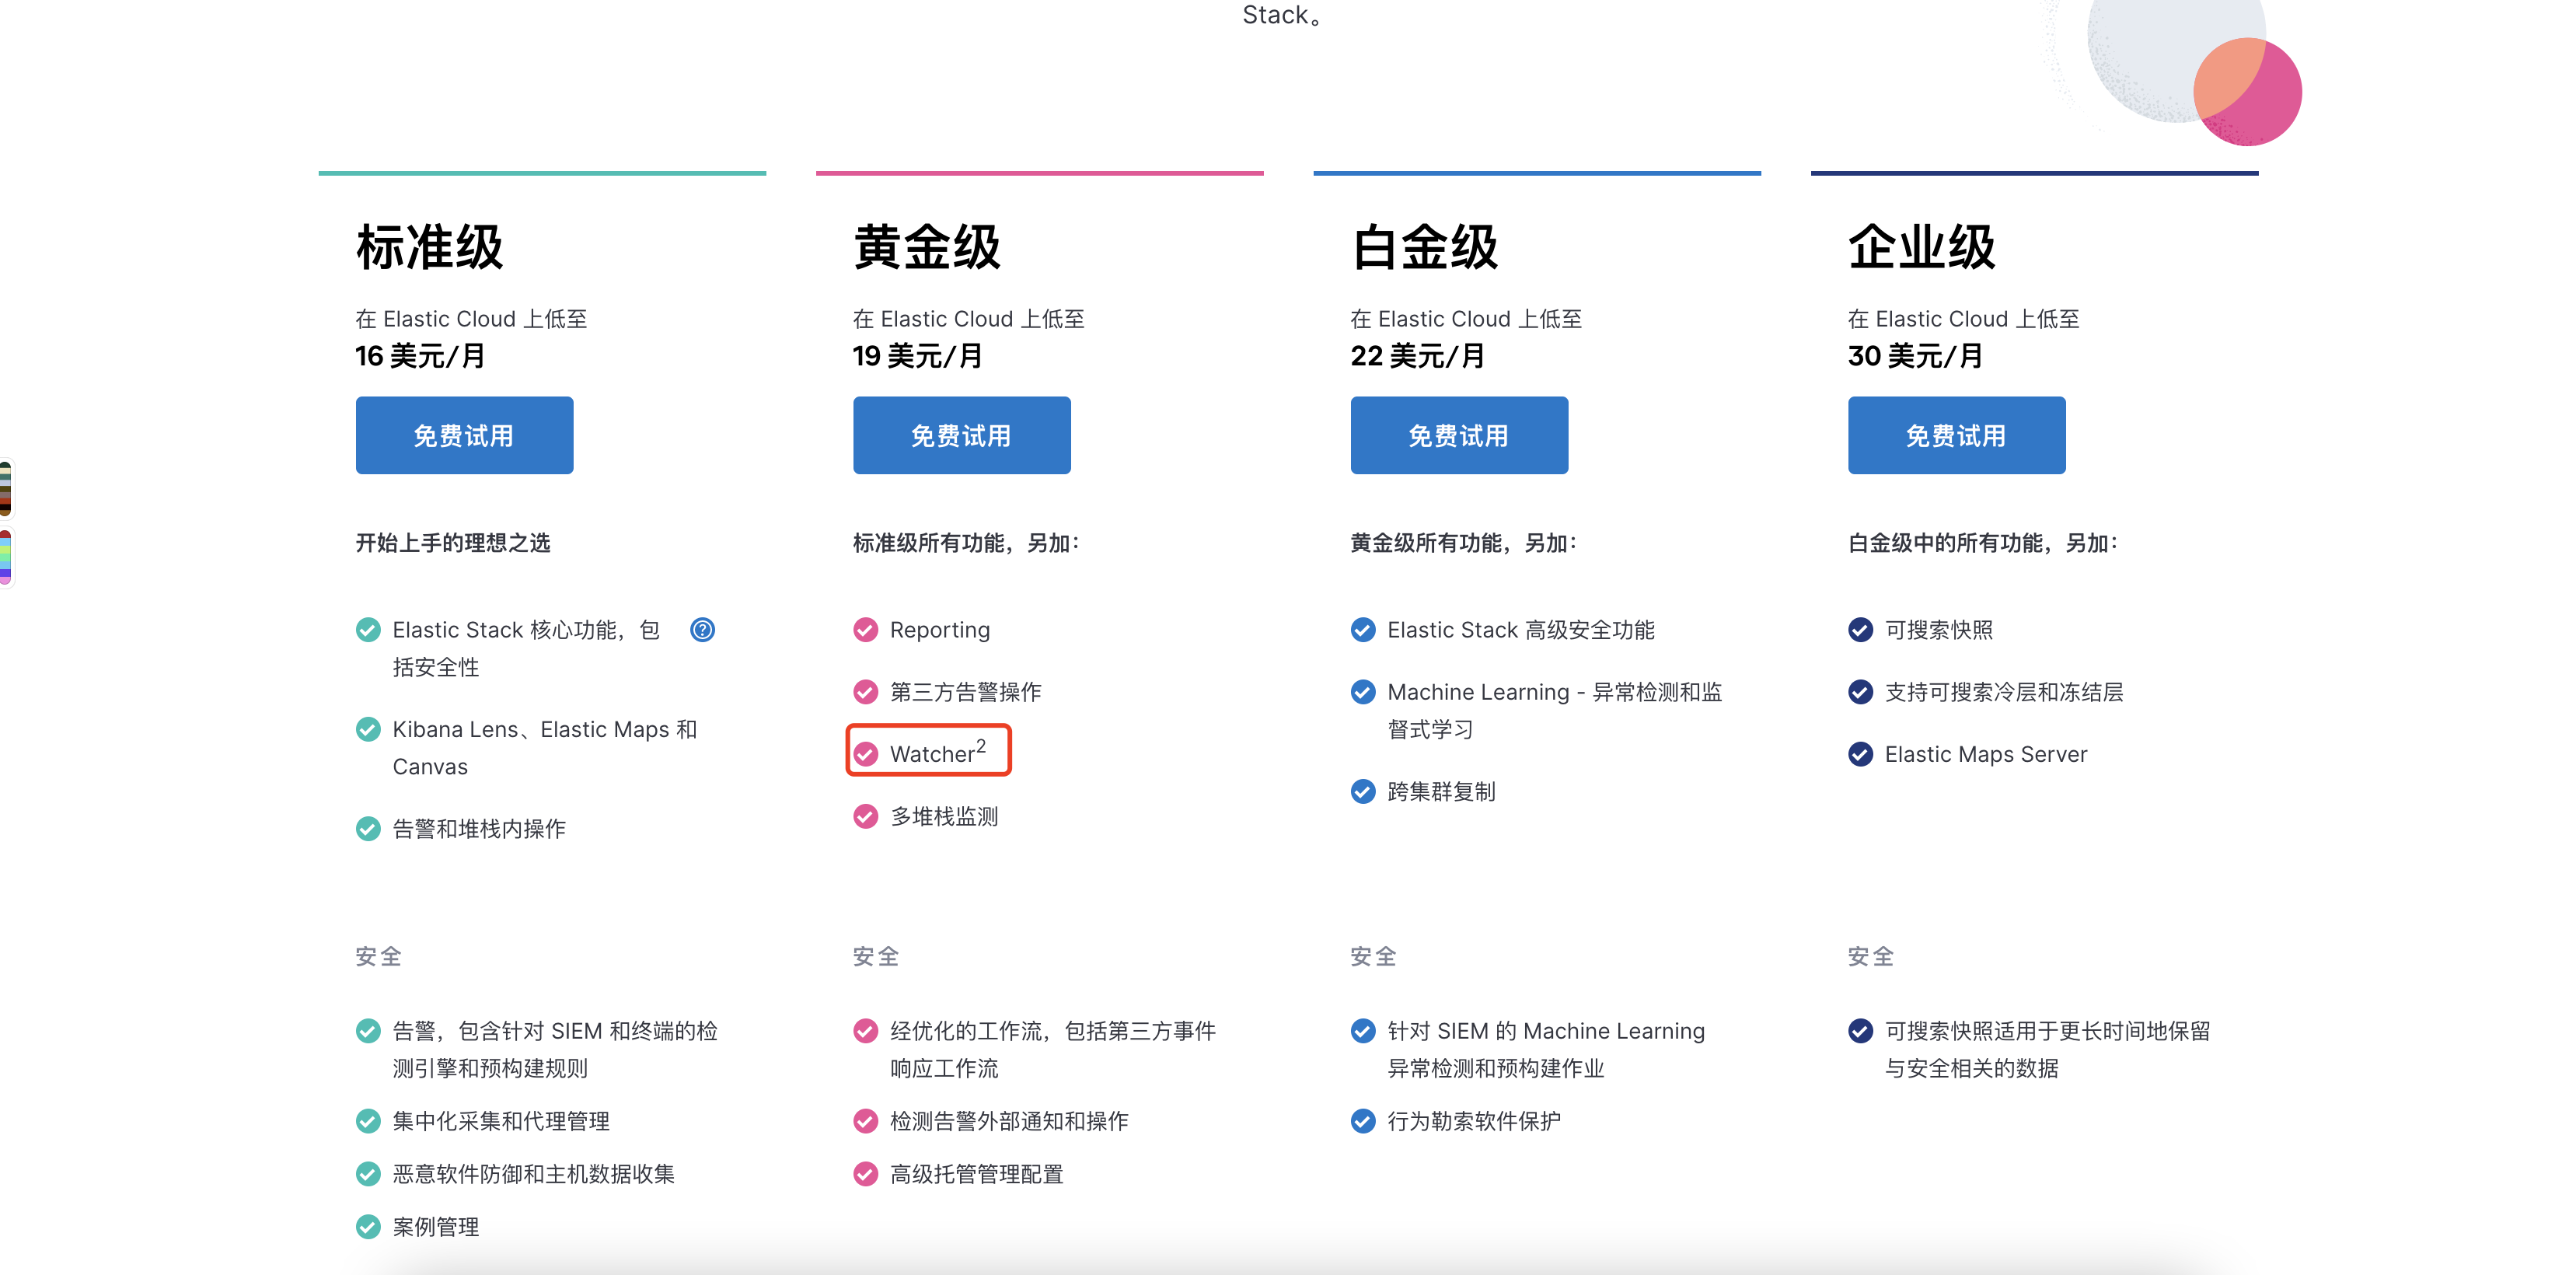 Stack。
标准级
在 Elastic Cloud 上低至
16 美元/月
免费试用
开始上手的理想之选
Elastic Stack 核心功能，包
括安全性
Kibana Lens、Elastic Maps 和
Canvas
告警和堆栈内操作
安全
告警，包含针对 SIEM 和终端的检
测引擎和预构建规则
集中化采集和代理管理
恶意软件防御和主机数据收集
案例管理
黄金级
在 Elastic Cloud 上低至
19 美元/月
免费试用
标准级所有功能，另加：
Reporting
第三方告警操作
Watcher²
多堆栈监测
安全
经优化的工作流，包括第三方事件
响应工作流
检测告警外部通知和操作
高级托管管理配置
白金级
在 Elastic Cloud 上低至
22 美元/月
免费试用
黄金级所有功能，另加：
Elastic Stack 高级安全功能
Machine Learning - 异常检测和监
督式学习
跨集群复制
安全
针对 SIEM 的 Machine Learning
异常检测和预构建作业
行为勒索软件保护
企业级
在 Elastic Cloud 上低至
30 美元/月
免费试用
白金级中的所有功能，另加：
可搜索快照
支持可搜索冷层和冻结层
Elastic Maps Server
安全
可搜索快照适用于更长时间地保留
与安全相关的数据